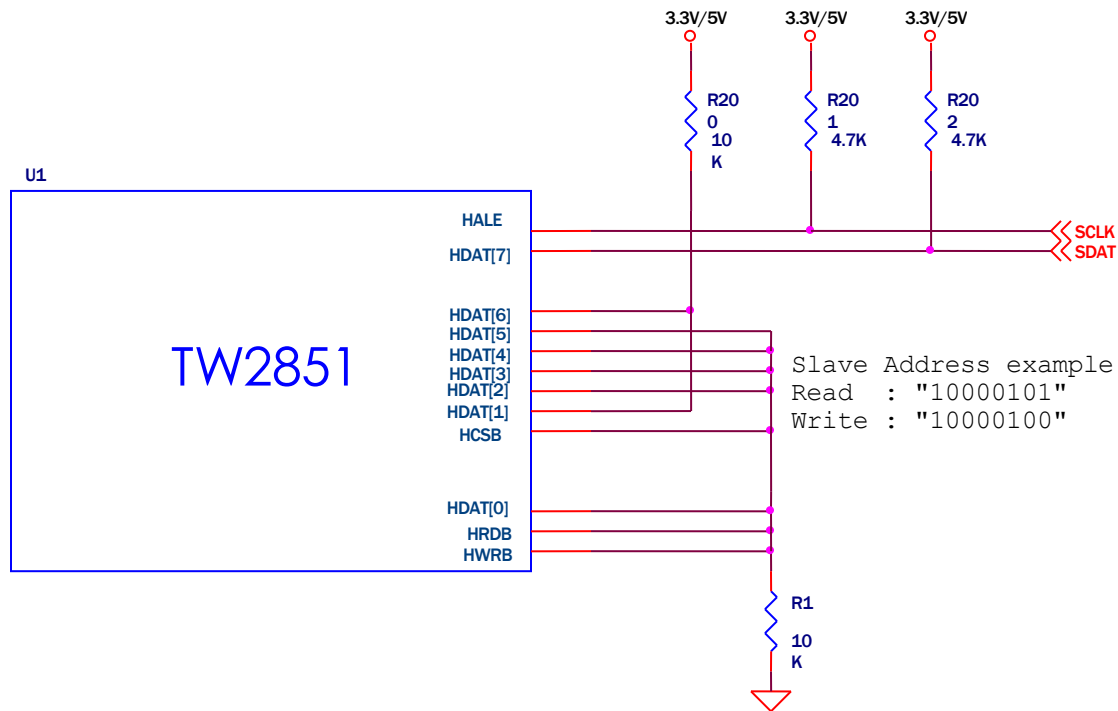 3.3V/5V 3.3V/5V 3.3V/5V
R20
0
10
K
R20
1
4.7K
R20
2
4.7K
U1
HALE
HDAT[7]
SCLK
SDAT
HDAT[6]
HDAT[5]
HDAT[4]
HDAT[3]
HDAT[2]
HDAT[1]
HCSB
TW2851
Slave Address example
Read : "10000101"
Write : "10000100"
HDAT[0]
HRDB
HWRB
R1
10
K